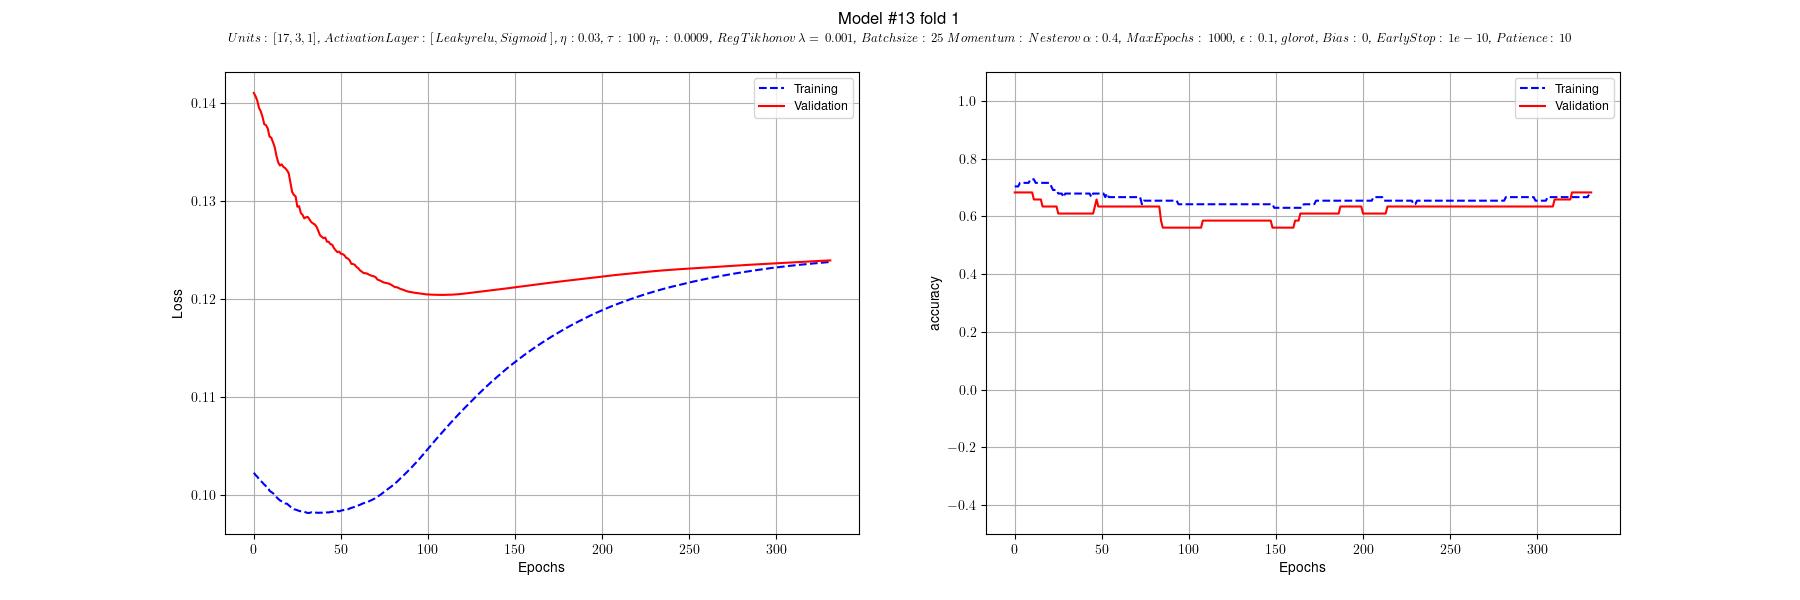 Model #13 fold 1
Units : [17, 3, 1], ActivationLayer : [Leakyrelu, Sigmoid ], η : 0.03, τ : 100 ητ : 0.0009, RegTikhonov λ = 0.001, Batchsize : 25 Momentum : Nesterov α : 0.4, MaxEpochs : 1000, ϵ : 0.1, glorot, Bias : 0, EarlyStop : 1e − 10, Patience : 10
Training
Validation
0.14
0.13
0.12
0.11
0.10
Loss
0 50 100 150 200 250 300
Epochs
Training
Validation
1.0
0.8
0.6
0.4
0.2
0.0
−0.2
−0.4
accuracy
0 50 100 150 200 250 300
Epochs